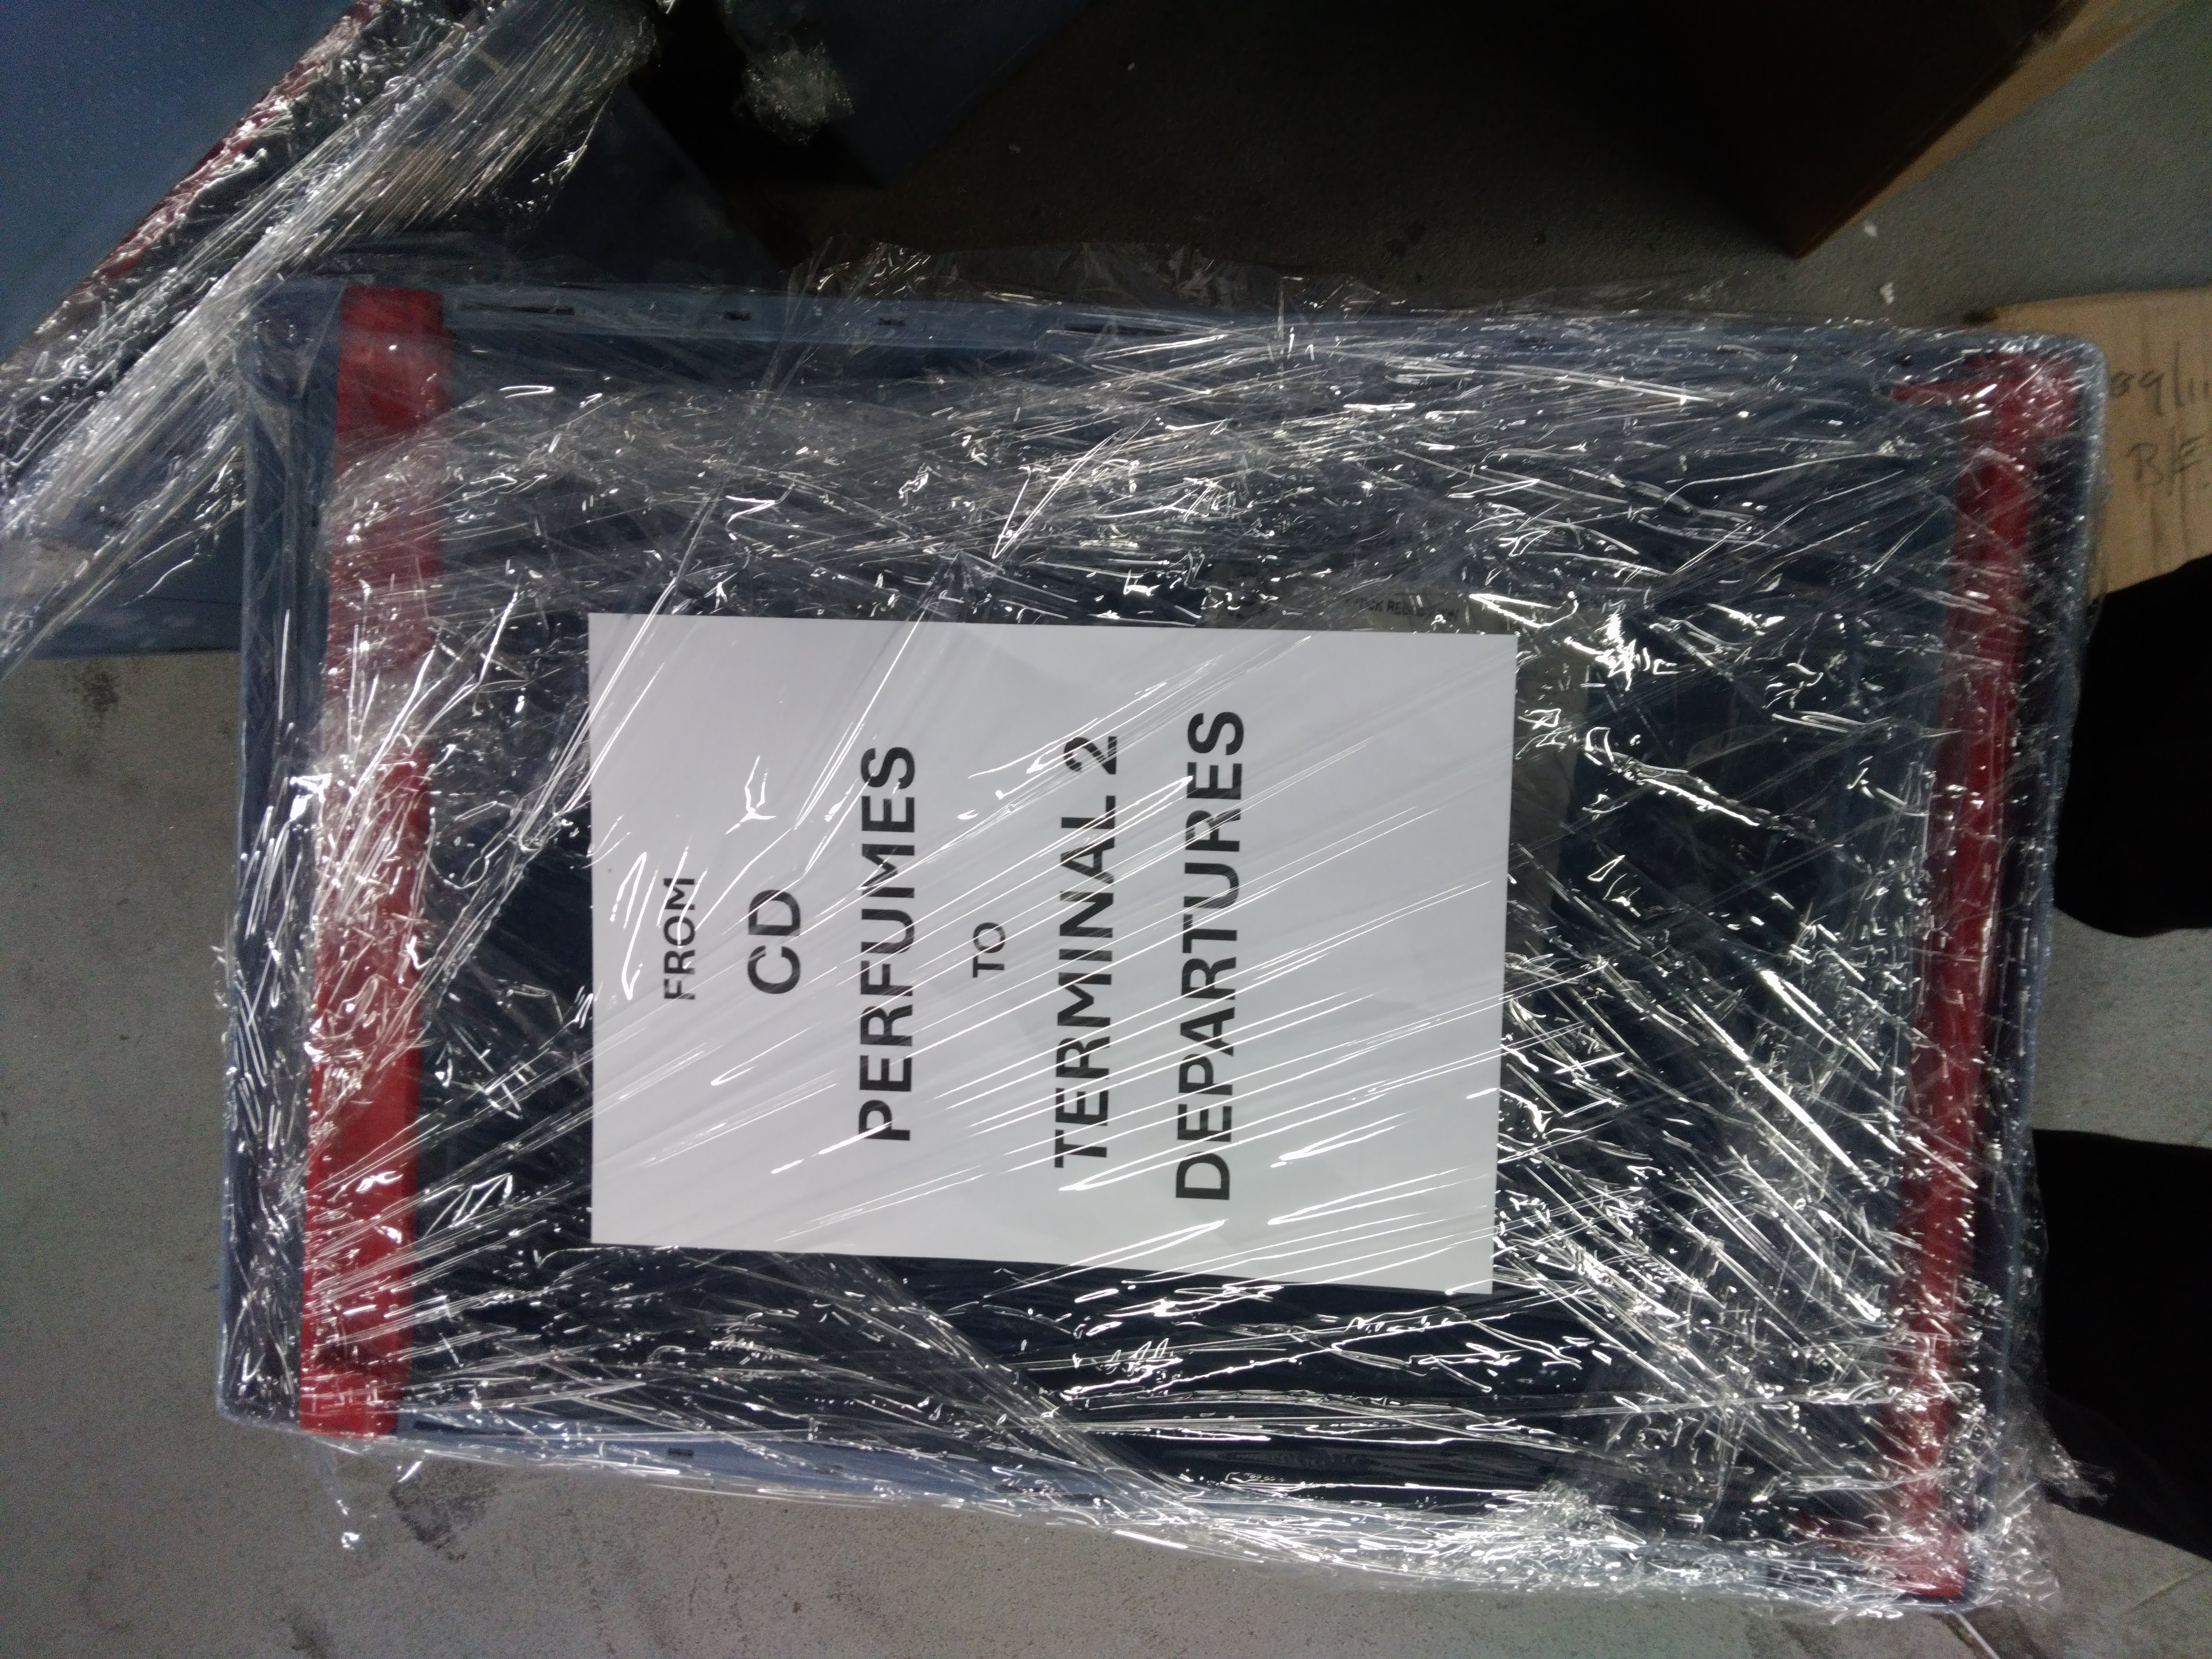 FROM
CD
PERFUMES
TO
TERMINAL 2
DEPARTURES
B/E